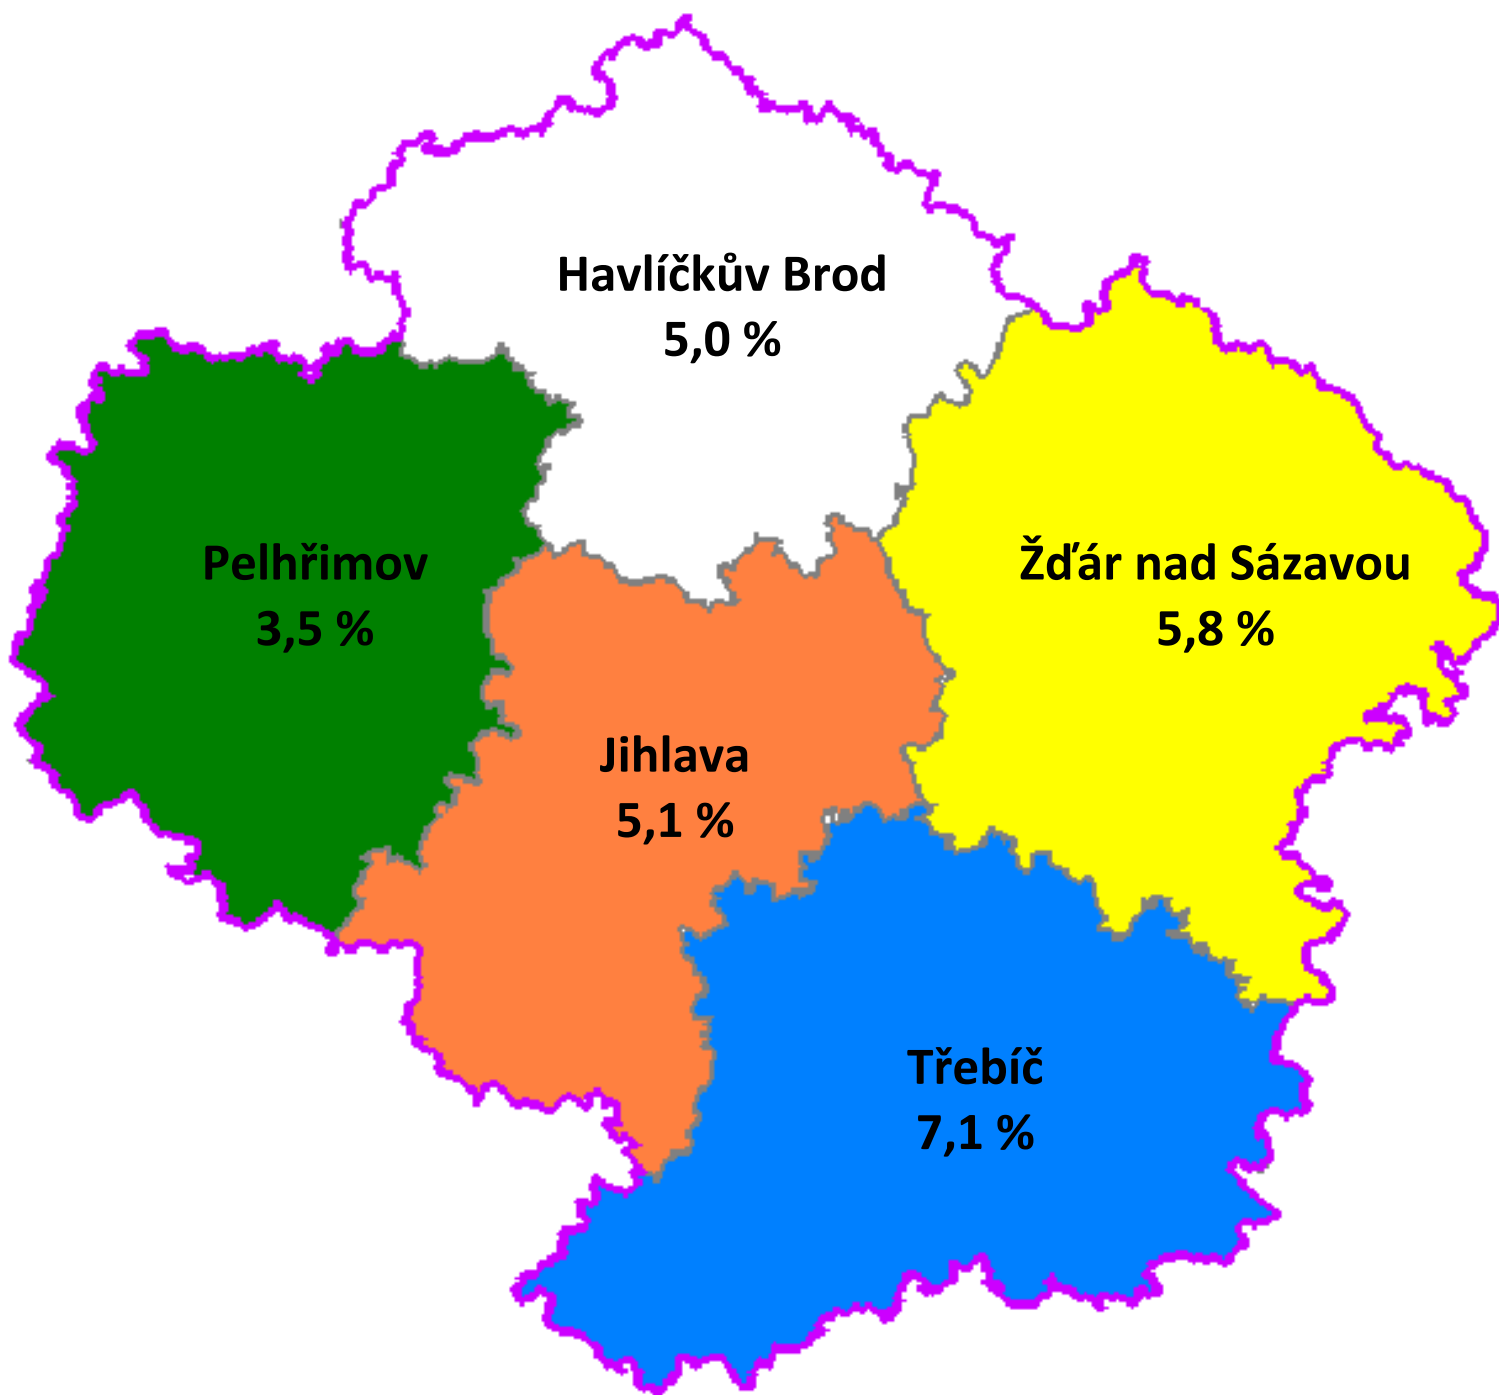 Havlíčkův Brod
5,0 %
Pelhřimov
3,5 %
Žďár nad Sázavou
5,8 %
Jihlava
5,1 %
Třebíč
7,1 %